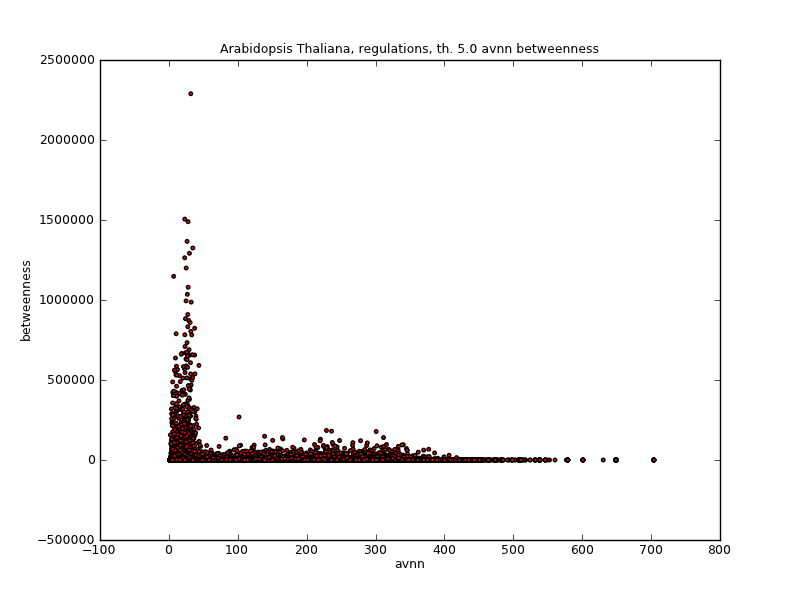 Arabidopsis Thaliana, regulations, th. 5.0 avnn betweenness
2500000
2000000
1500000
1000000
500000
0
−500000
betweenness
−100 0 100 200 300 400 500 600 700 800
avnn